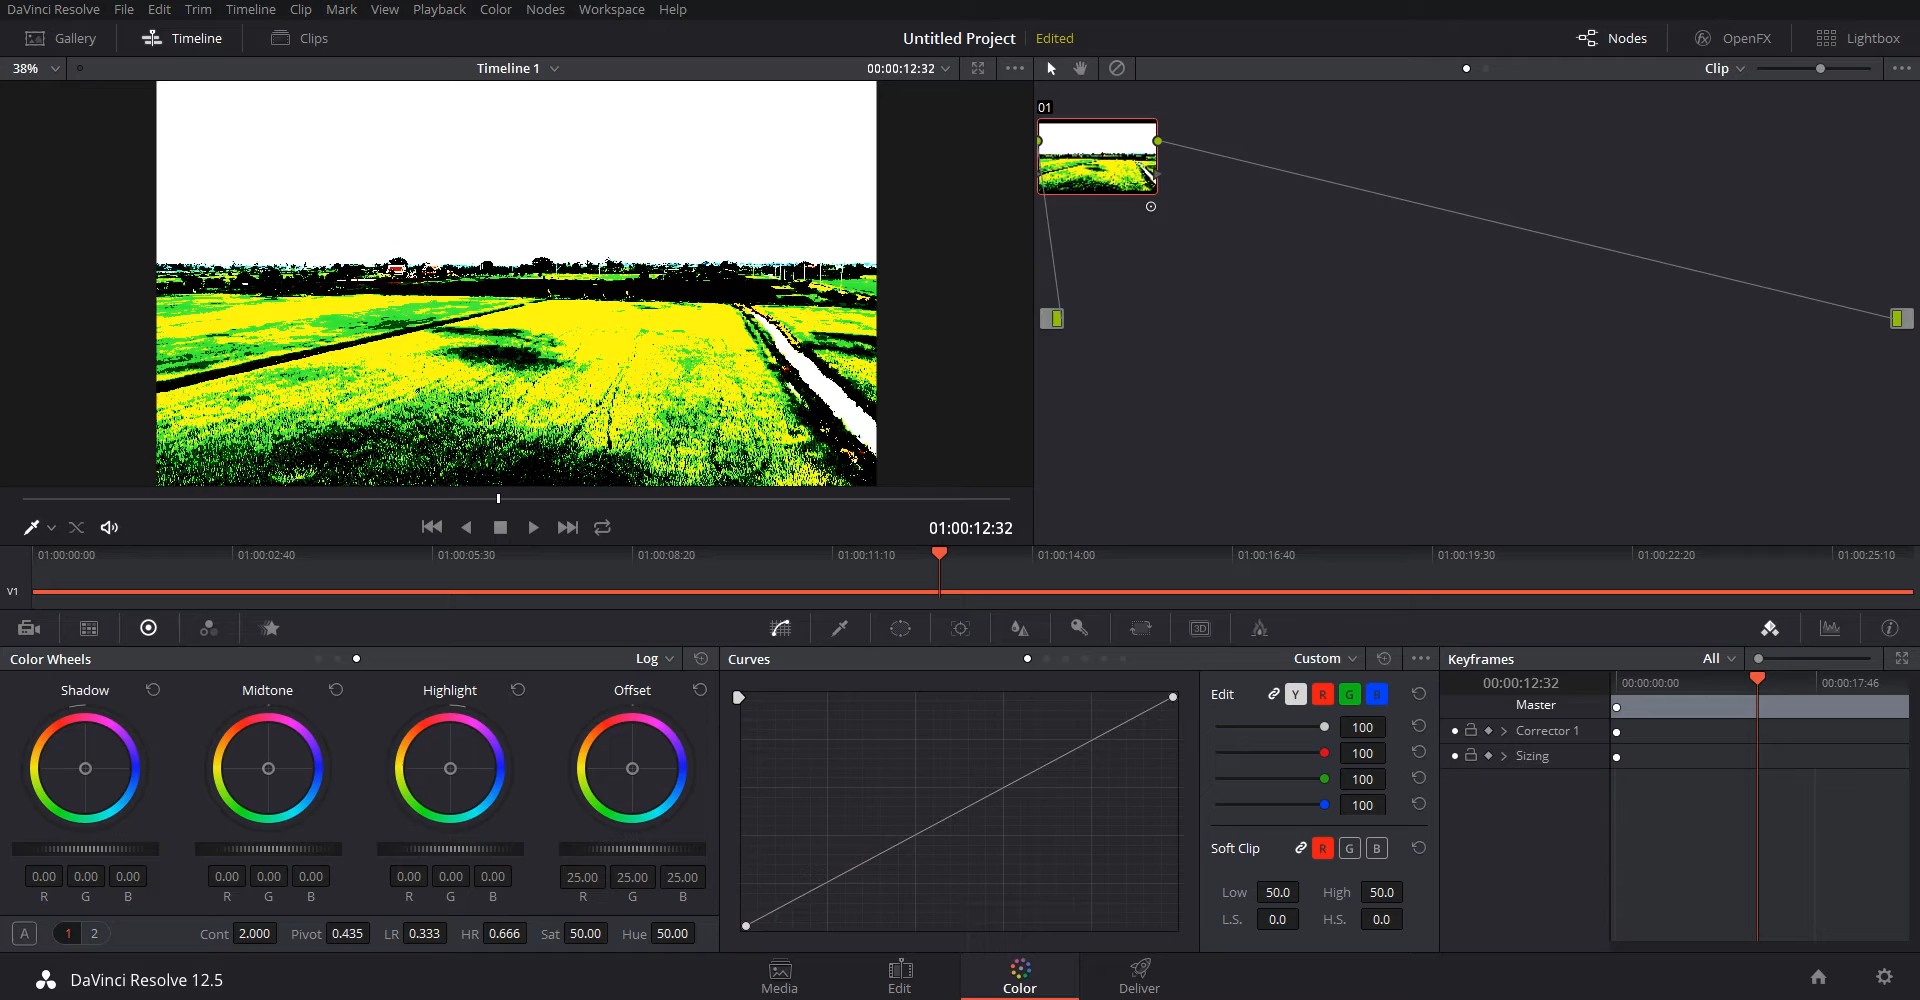 DaVinci Resolve File Edit Trim Timeline Clip Mark View Playback Color Nodes Workspace Help
Gallery Timeline Clips Untitled Project Edited Nodes OpenFX Lightbox
38% Timeline 1 00:00:12:32 Clip
01
01:00:12:32
01:00:00:00 01:00:02:40 01:00:05:30 01:00:08:20 01:00:11:10 01:00:14:00 01:00:16:40 01:00:19:30 01:00:22:20 01:00:25:10
V1
3D
Color Wheels Log Curves Custom Keyframes All
Shadow Midtone Highlight Offset
Edit Y R G B
100
100
100
100
Soft Clip R G B
Low 50.0 High 50.0
L.S. 0.0 H.S. 0.0
00:00:12:32 00:00:00:00 00:00:17:46
Master
Corrector 1
Sizing
0.00 0.00 0.00 0.00 0.00 0.00 0.00 0.00 0.00 25.00 25.00 25.00
R G B R G B R G B R G B
A 1 2 Cont 2.000 Pivot 0.435 LR 0.333 HR 0.666 Sat 50.00 Hue 50.00
DaVinci Resolve 12.5 Media Edit Color Deliver